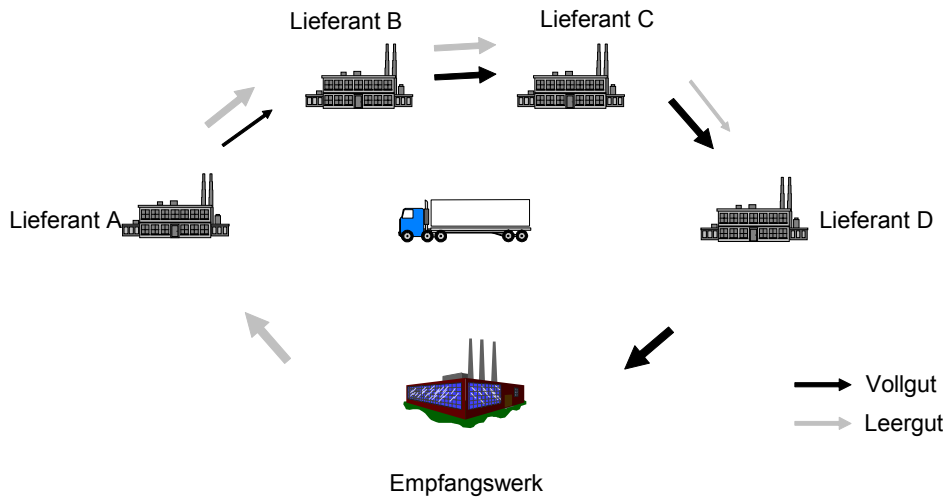 Lieferant B
Lieferant C
Lieferant A
Lieferant D
Vollgut
Leergut
Empfangswerk